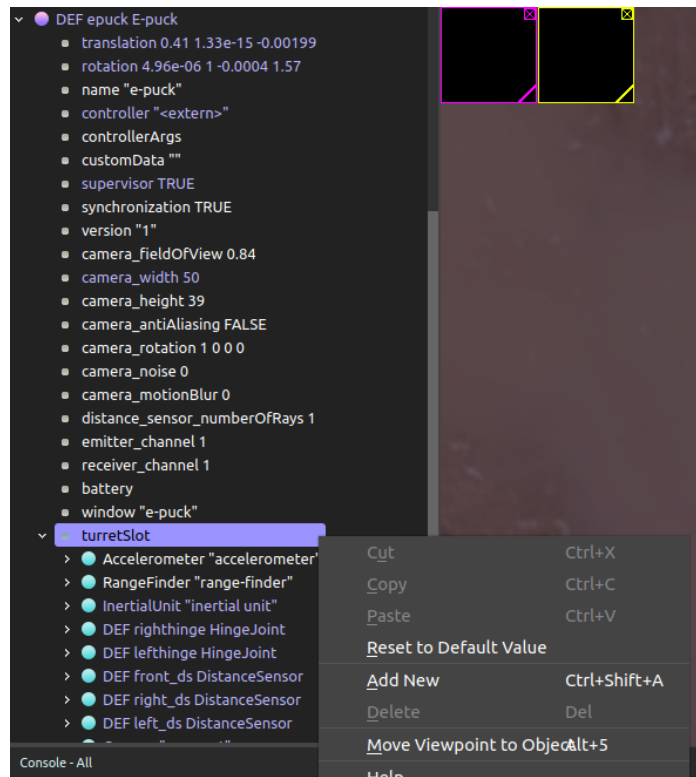 DEF epuck E-puck
translation 0.41 1.33e-15 -0.00199
rotation 4.96e-06 1 -0.0004 1.57
name "e-puck"
controller "<extern>"
controllerArgs
customData ""
supervisor TRUE
synchronization TRUE
version "1"
camera_fieldOfView 0.84
camera_width 50
camera_height 39
camera_antiAliasing FALSE
camera_rotation 1 0 0 0
camera_noise 0
camera_motionBlur 0
distance_sensor_numberOfRays 1
emitter_channel 1
receiver_channel 1
battery
window "e-puck"
turretSlot
Accelerometer "accelerometer"
RangeFinder "range-finder"
InertialUnit "inertial unit"
DEF righthinge HingeJoint
DEF lefthinge HingeJoint
DEF front_ds DistanceSensor
DEF right_ds DistanceSensor
DEF left_ds DistanceSensor
Console - All
Cut Ctrl+X
Copy Ctrl+C
Paste Ctrl+V
Reset to Default Value
Add New Ctrl+Shift+A
Delete Del
Move Viewpoint to Object Alt+5
Help